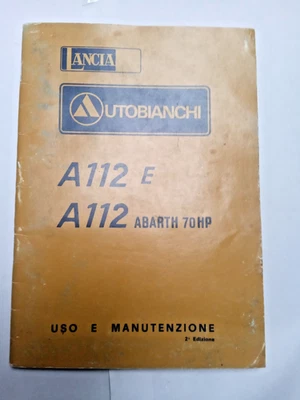 LANCIA
AUTOBIANCHI
A112 E
A112 ABARTH 70HP
USO E MANUTENZIONE
2ª Edizione